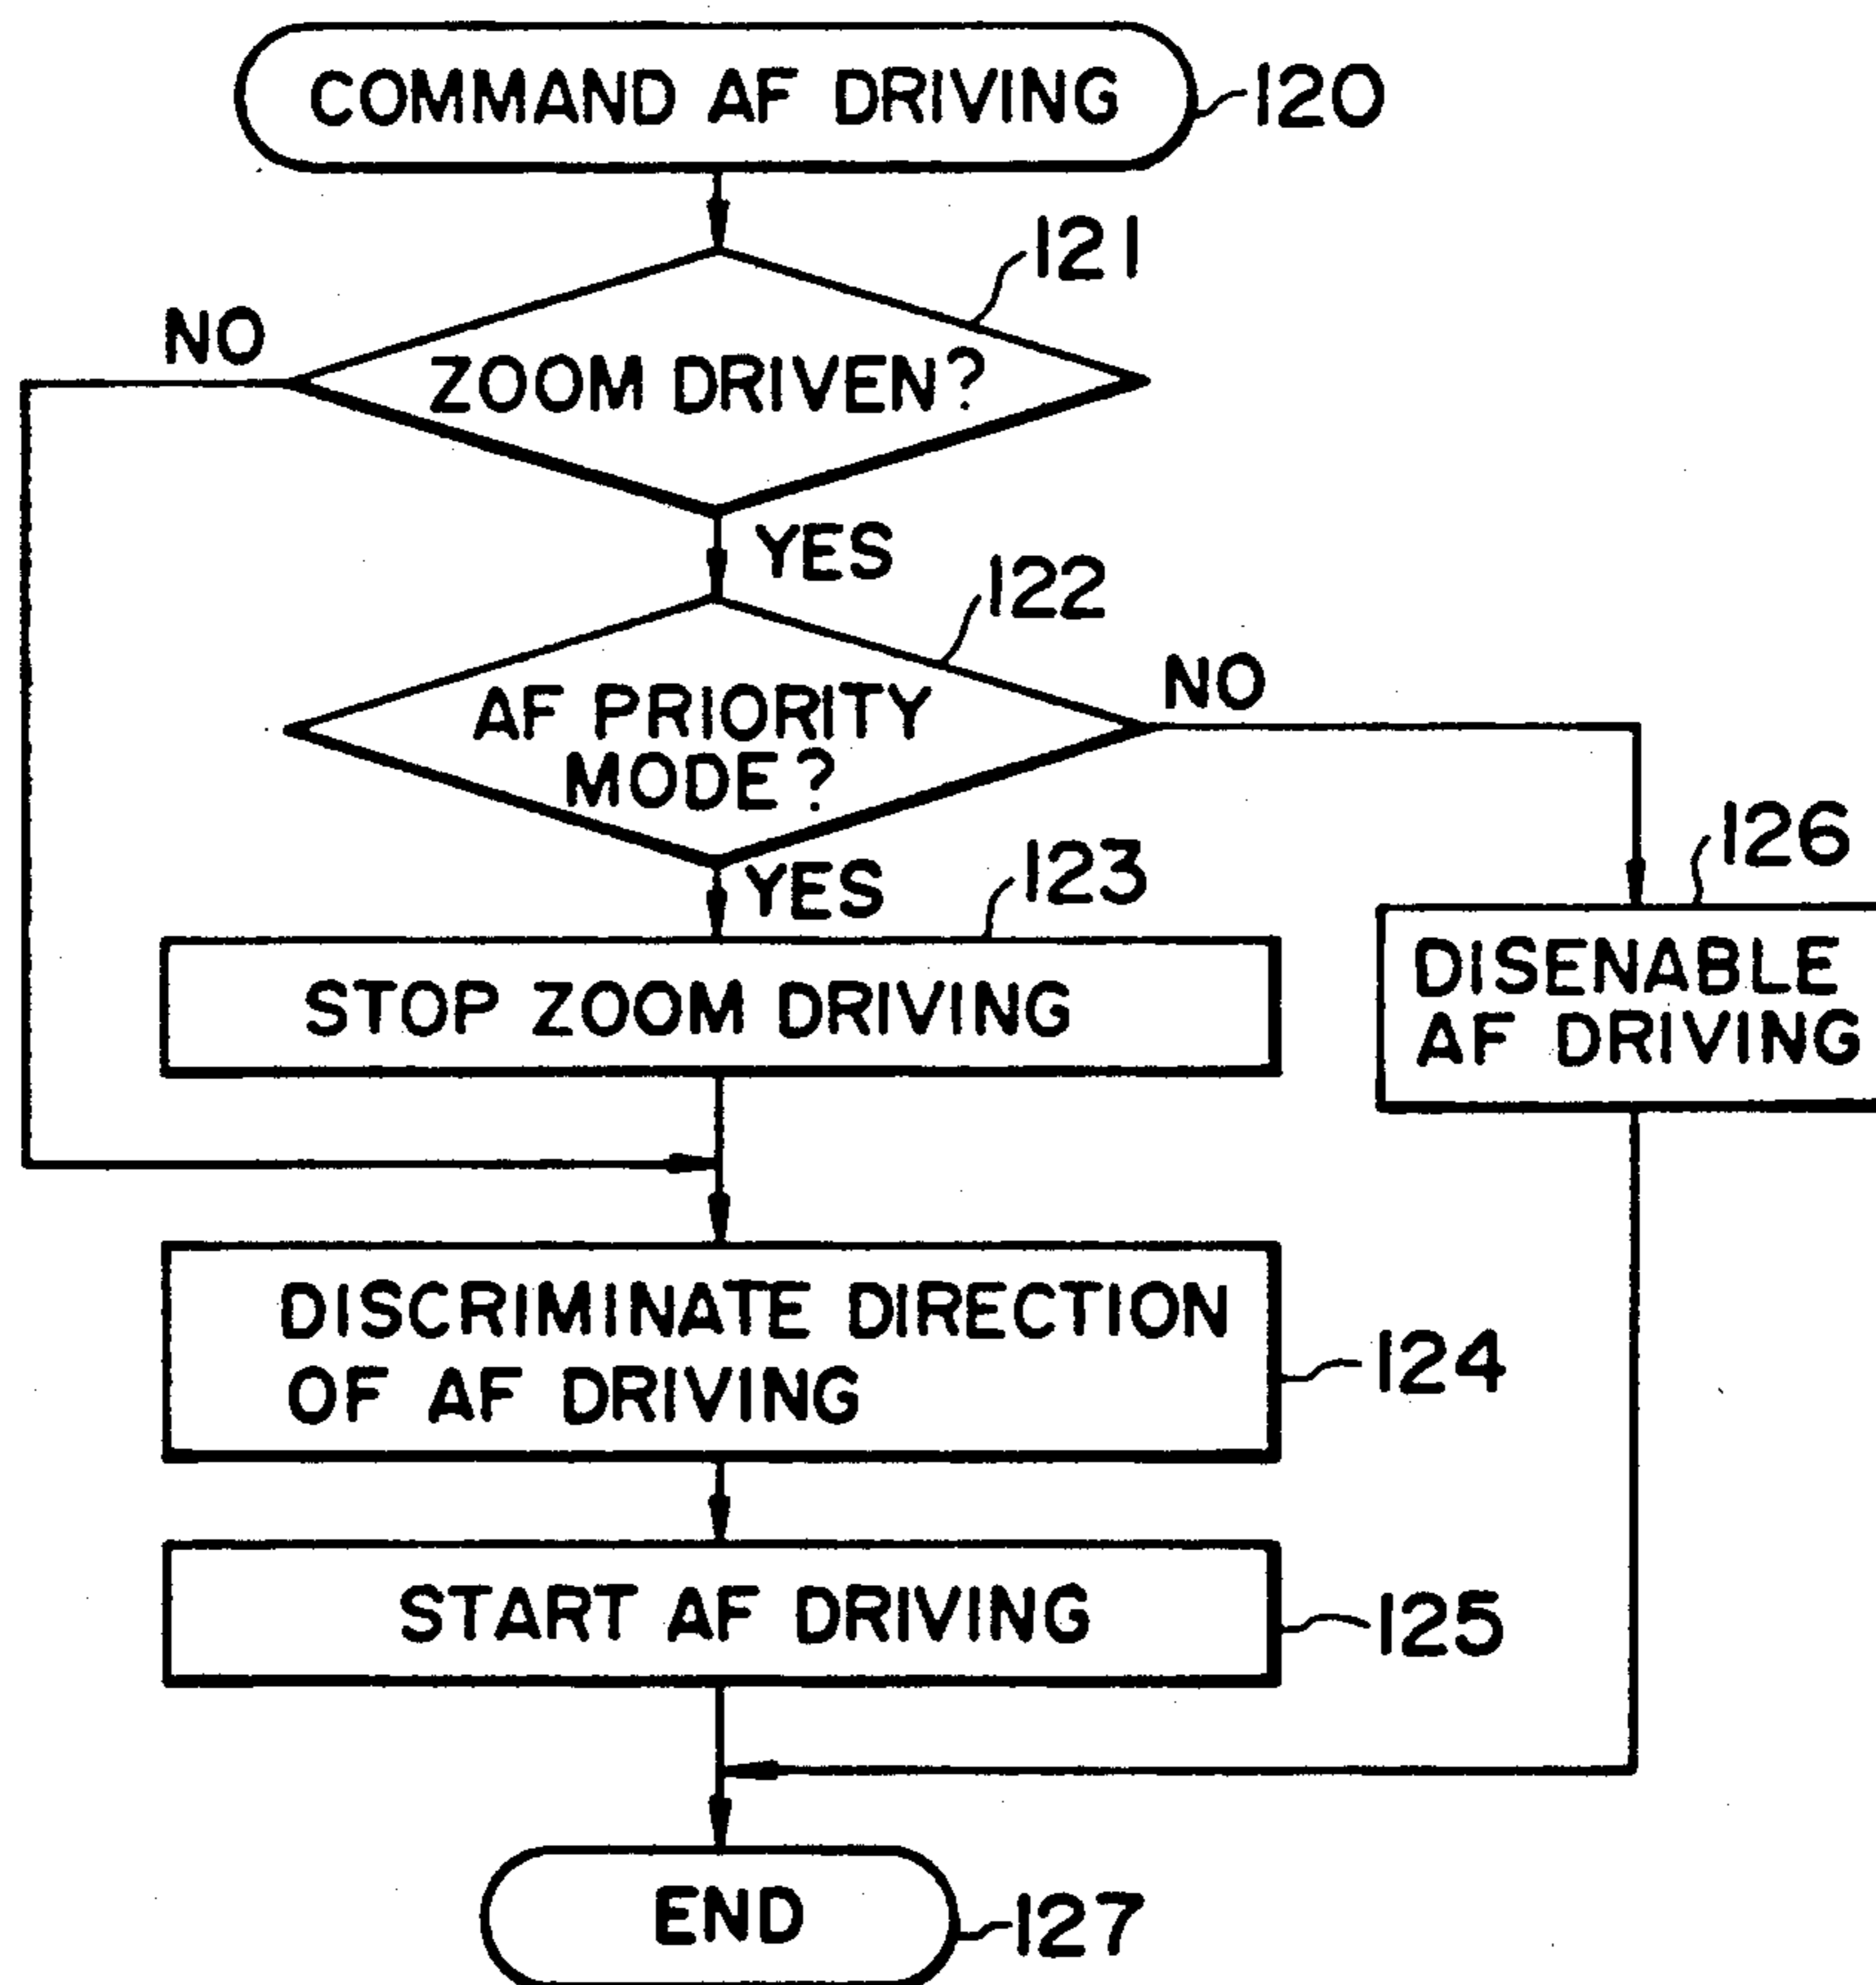 COMMAND AF DRIVING
120
121
NO
ZOOM DRIVEN?
YES
122
AF PRIORITY
MODE?
NO
YES
123
126
STOP ZOOM DRIVING
DISENABLE
AF DRIVING
DISCRIMINATE DIRECTION
OF AF DRIVING
124
START AF DRIVING
125
END
127